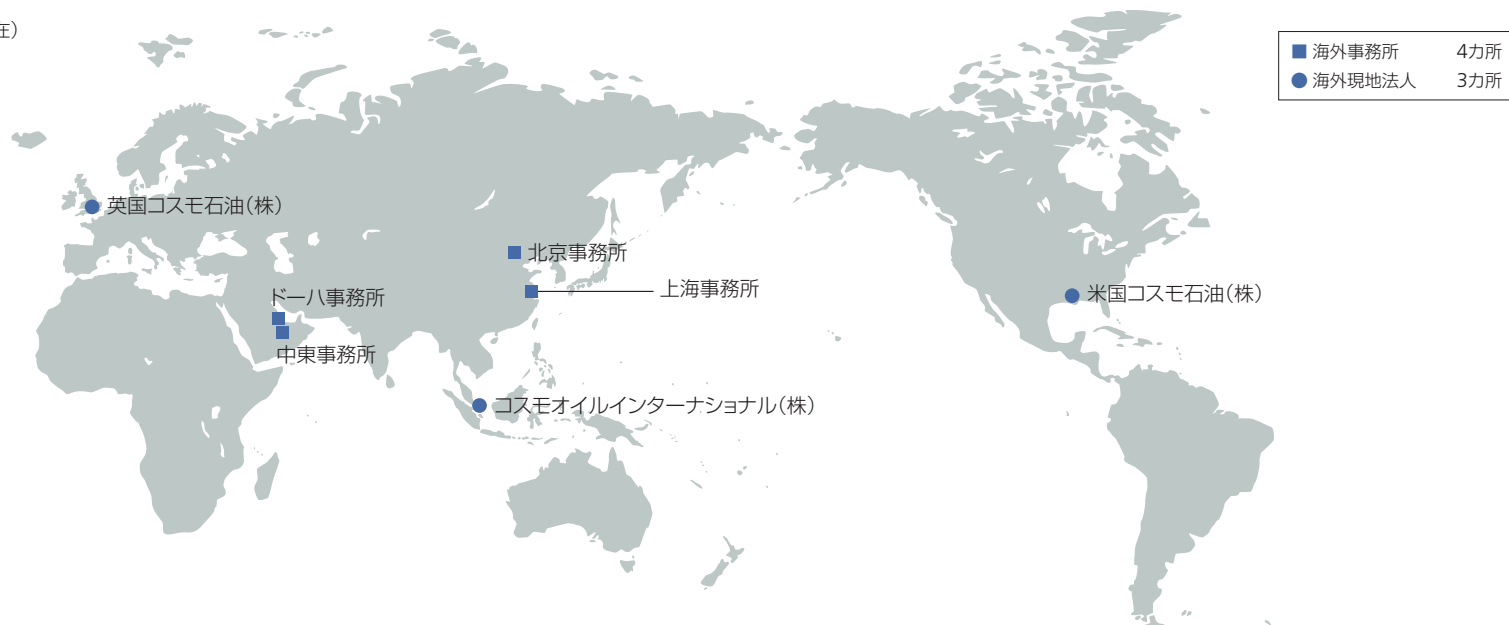 在）
■ 海外事務所 4カ所
● 海外現地法人 3カ所
英国コスモ石油（株）
北京事務所
上海事務所
ドーハ事務所
中東事務所
米国コスモ石油（株）
コスモオイルインターナショナル（株）